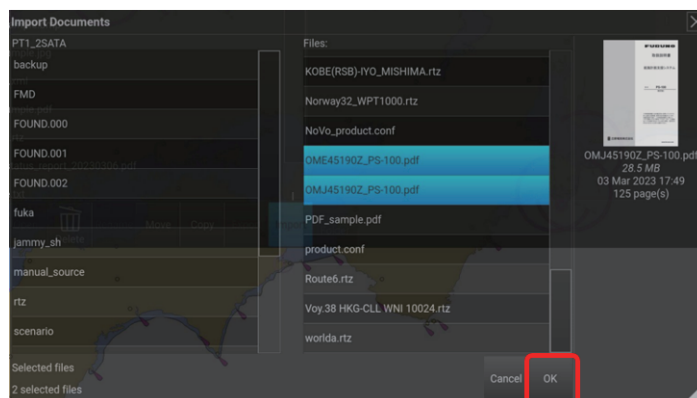 Import Documents
PT1_2SATA
backup
FMD
FOUND.000
FOUND.001
FOUND.002
fuka
jammy_sh
manual_source
rtz
scenario
Selected files
2 selected files
Move
Copy
Files:
KOBE(RSB)-IYO_MISHIMA.rtz
Norway32_WPT1000.rtz
NoVo_product.conf
OME45190Z_PS-100.pdf
OMJ45190Z_PS-100.pdf
PDF_sample.pdf
product.conf
Route6.rtz
Voy.38 HKG-CLL WNI 10024.rtz
worlda.rtz
Cancel
OK
FURUNO
OMJ45190Z_PS-100.pdf
28.5 MB
03 Mar 2023 17:49
125 page(s)